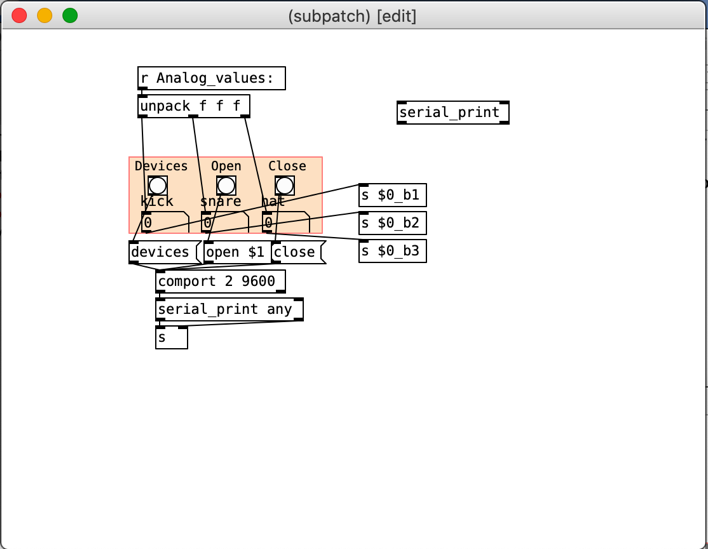 (subpatch) [edit]
r Analog_values:
unpack f f f
serial_print
Devices Open Close
kick snare hat
0 0 0
s $0_b1
s $0_b2
s $0_b3
devices open $1 close
comport 2 9600
serial_print any
s